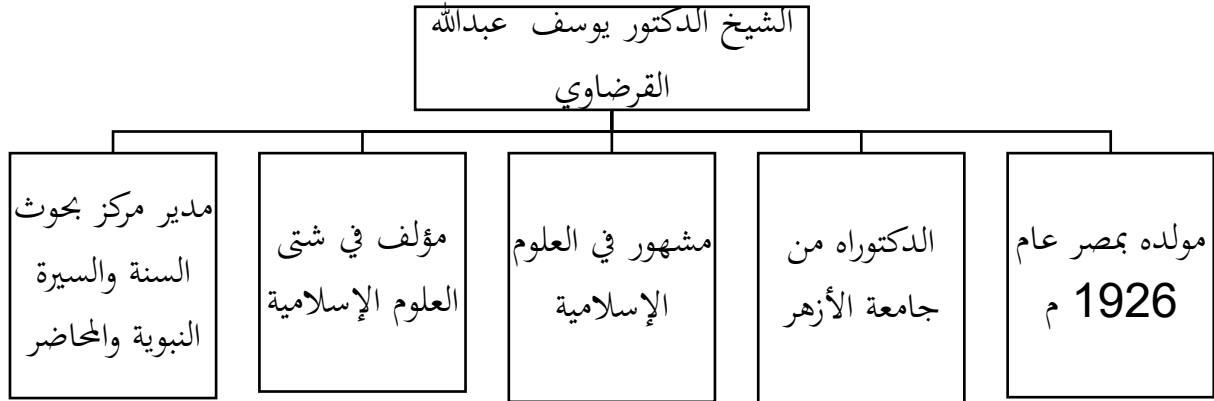 الشيخ الدكتور يوسف عبدالله
القرضاوي
مولده بمصر عام
1926 م
الدكتوراه من
جامعة الأزهر
مشهور في العلوم
الإسلامية
مؤلف في شتى
العلوم الإسلامية
مدير مركز بحوث
السنة والسيرة
النبوية والمحاضر